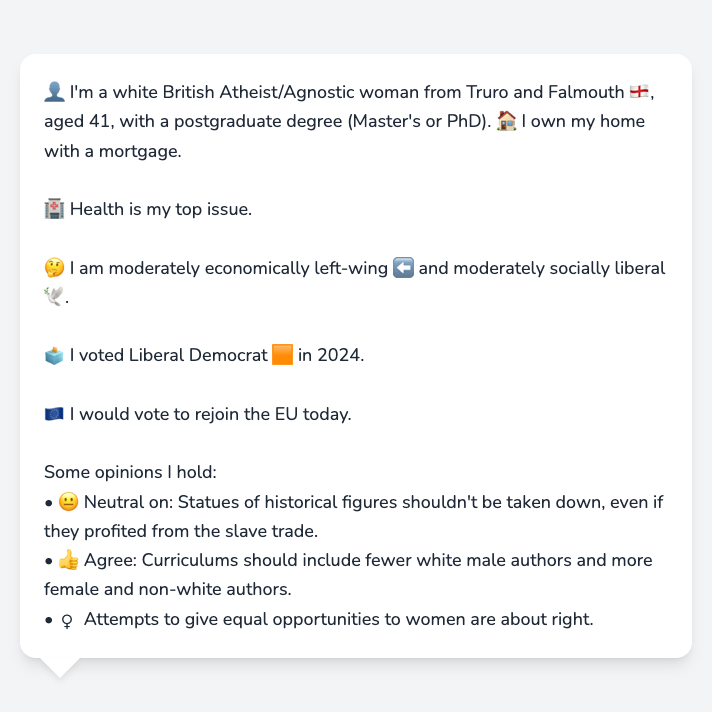 👤 I'm a white British Atheist/Agnostic woman from Truro and Falmouth 🏴󠁧󠁢󠁥󠁮󠁧󠁿,
aged 41, with a postgraduate degree (Master's or PhD). 🏠 I own my home
with a mortgage.
🏥 Health is my top issue.
🤔 I am moderately economically left-wing ⬅️ and moderately socially liberal
🕊️.
🗳️ I voted Liberal Democrat 🟧 in 2024.
🇪🇺 I would vote to rejoin the EU today.
Some opinions I hold:
• 😐 Neutral on: Statues of historical figures shouldn't be taken down, even if
they profited from the slave trade.
• 👍 Agree: Curriculums should include fewer white male authors and more
female and non-white authors.
• ♀ Attempts to give equal opportunities to women are about right.